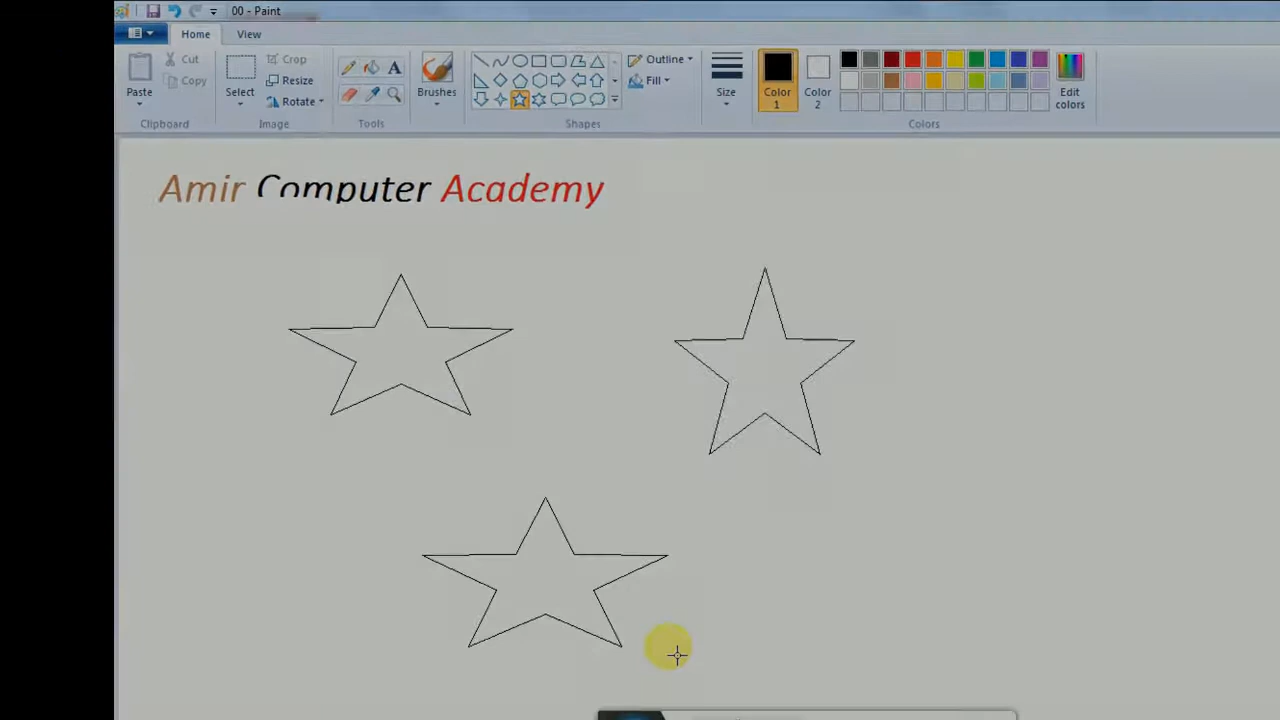 00 - Paint
Home View
Cut
Copy
Paste
Clipboard
Crop
Resize
Rotate
Select
Image
A
Tools
Brushes
Outline
Fill
Shapes
Size
Color 1
Color 2
Edit colors
Colors
Amir Computer Academy